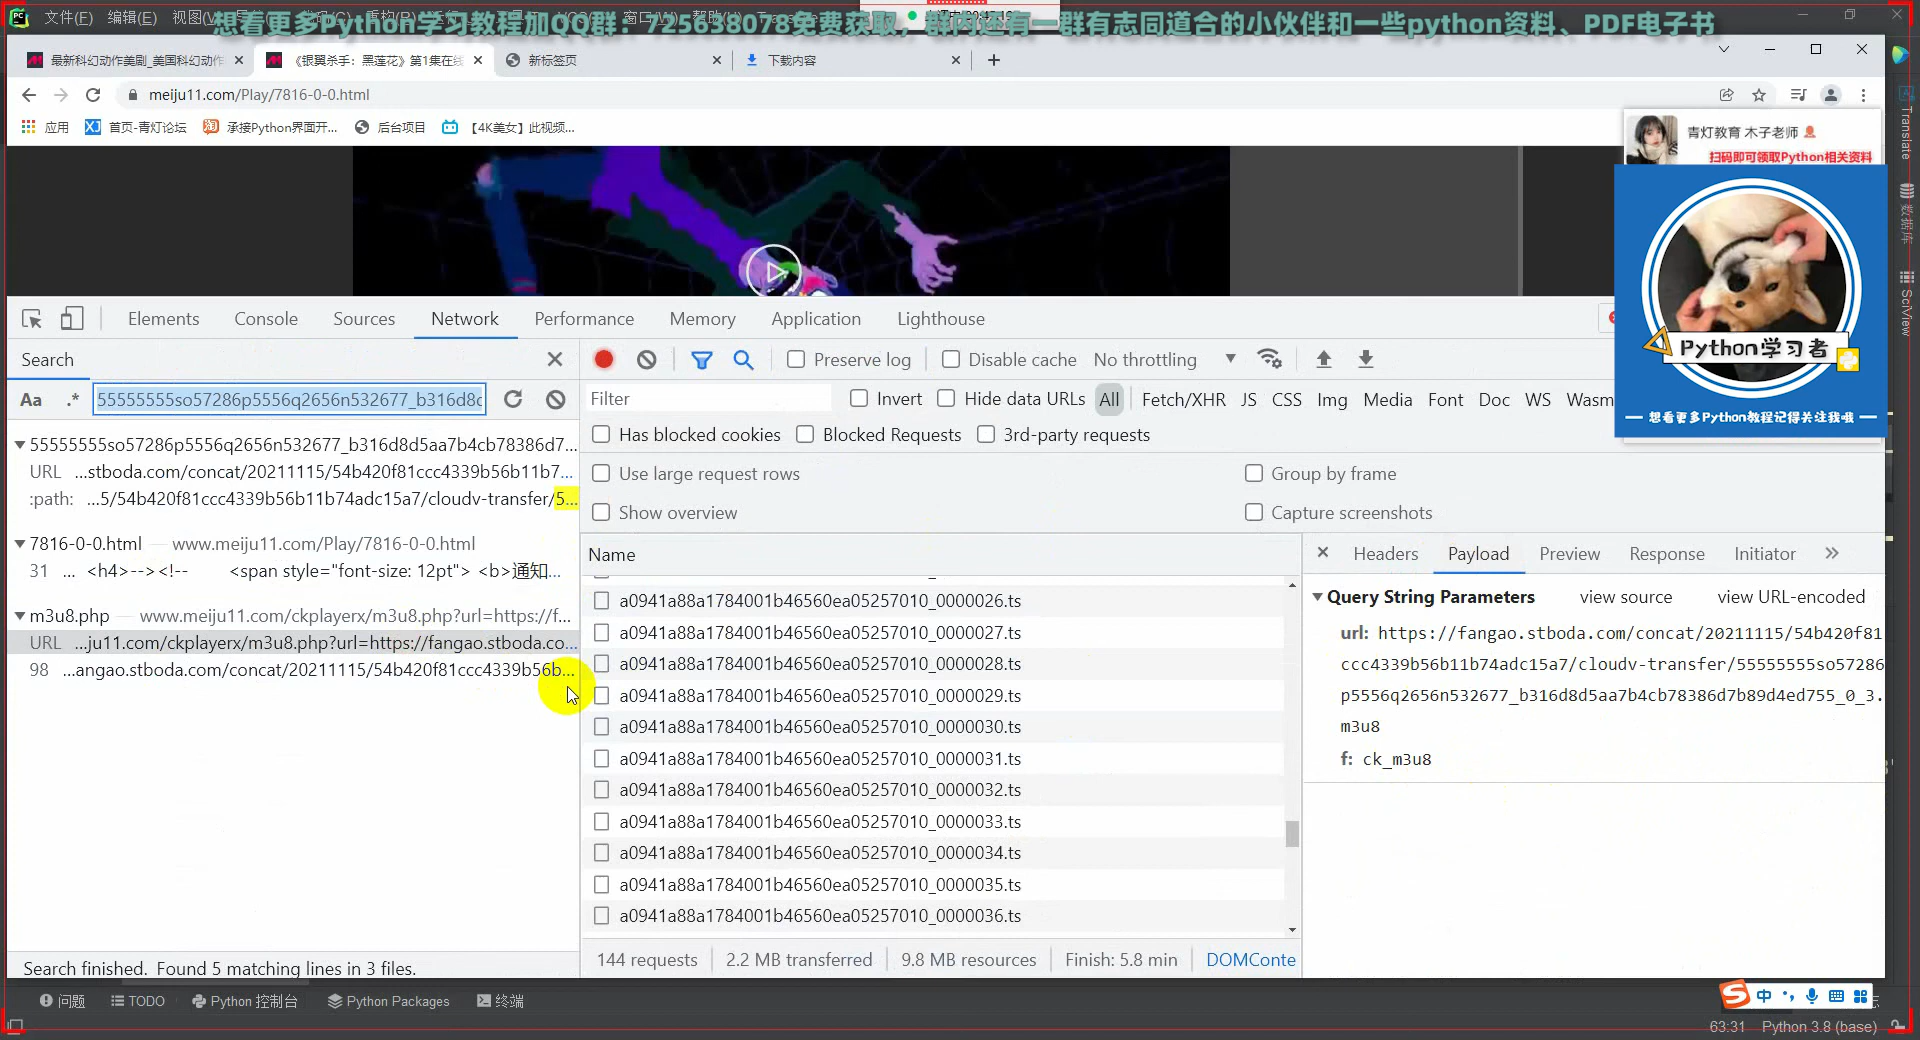 文件(F) 编辑(E) 视图(V)
想看更多Python学习教程加QQ群：725638078免费获取，群内还有一群有志同道合的小伙伴和一些python资料、PDF电子书
最新科幻动作美剧_美国科幻动作
《银翼杀手：黑莲花》第1集在线
新标签页
下载内容
meiju11.com/Play/7816-0-0.html
应用
首页-青灯论坛
承接Python界面开...
后台项目
【4K美女】此视频...
青灯教育 木子老师
扫码即可领取Python相关资料
Translate
数据库
SciView
Python学习者
想看更多Python教程记得关注我哦
Elements Console Sources Network Performance Memory Application Lighthouse
Search
Preserve log
Disable cache
No throttling
Aa .* 55555555so57286p5556q2656n532677_b316d8d
Filter
Invert
Hide data URLs
All Fetch/XHR JS CSS Img Media Font Doc WS Wasm
Has blocked cookies
Blocked Requests
3rd-party requests
Use large request rows
Group by frame
Show overview
Capture screenshots
55555555so57286p5556q2656n532677_b316d8d5aa7b4cb78386d7...
URL ...stboda.com/concat/20211115/54b420f81ccc4339b56b11b7...
:path: ...5/54b420f81ccc4339b56b11b74adc15a7/cloudv-transfer/5...
7816-0-0.html — www.meiju11.com/Play/7816-0-0.html
31 ... <h4>--><!-- <span style="font-size: 12pt"> <b>通知...
m3u8.php — www.meiju11.com/ckplayerx/m3u8.php?url=https://f...
URL ...ju11.com/ckplayerx/m3u8.php?url=https://fangao.stboda.co...
98 ...angao.stboda.com/concat/20211115/54b420f81ccc4339b56b...
Search finished. Found 5 matching lines in 3 files.
Name
a0941a88a1784001b46560ea05257010_0000026.ts
a0941a88a1784001b46560ea05257010_0000027.ts
a0941a88a1784001b46560ea05257010_0000028.ts
a0941a88a1784001b46560ea05257010_0000029.ts
a0941a88a1784001b46560ea05257010_0000030.ts
a0941a88a1784001b46560ea05257010_0000031.ts
a0941a88a1784001b46560ea05257010_0000032.ts
a0941a88a1784001b46560ea05257010_0000033.ts
a0941a88a1784001b46560ea05257010_0000034.ts
a0941a88a1784001b46560ea05257010_0000035.ts
a0941a88a1784001b46560ea05257010_0000036.ts
144 requests 2.2 MB transferred 9.8 MB resources Finish: 5.8 min DOMConte
Headers Payload Preview Response Initiator
Query String Parameters view source view URL-encoded
url: https://fangao.stboda.com/concat/20211115/54b420f81
ccc4339b56b11b74adc15a7/cloudv-transfer/55555555so57286
p5556q2656n532677_b316d8d5aa7b4cb78386d7b89d4ed755_0_3.
m3u8
f: ck_m3u8
问题 TODO Python 控制台 Python Packages 终端
中
63:31 Python 3.8 (base)